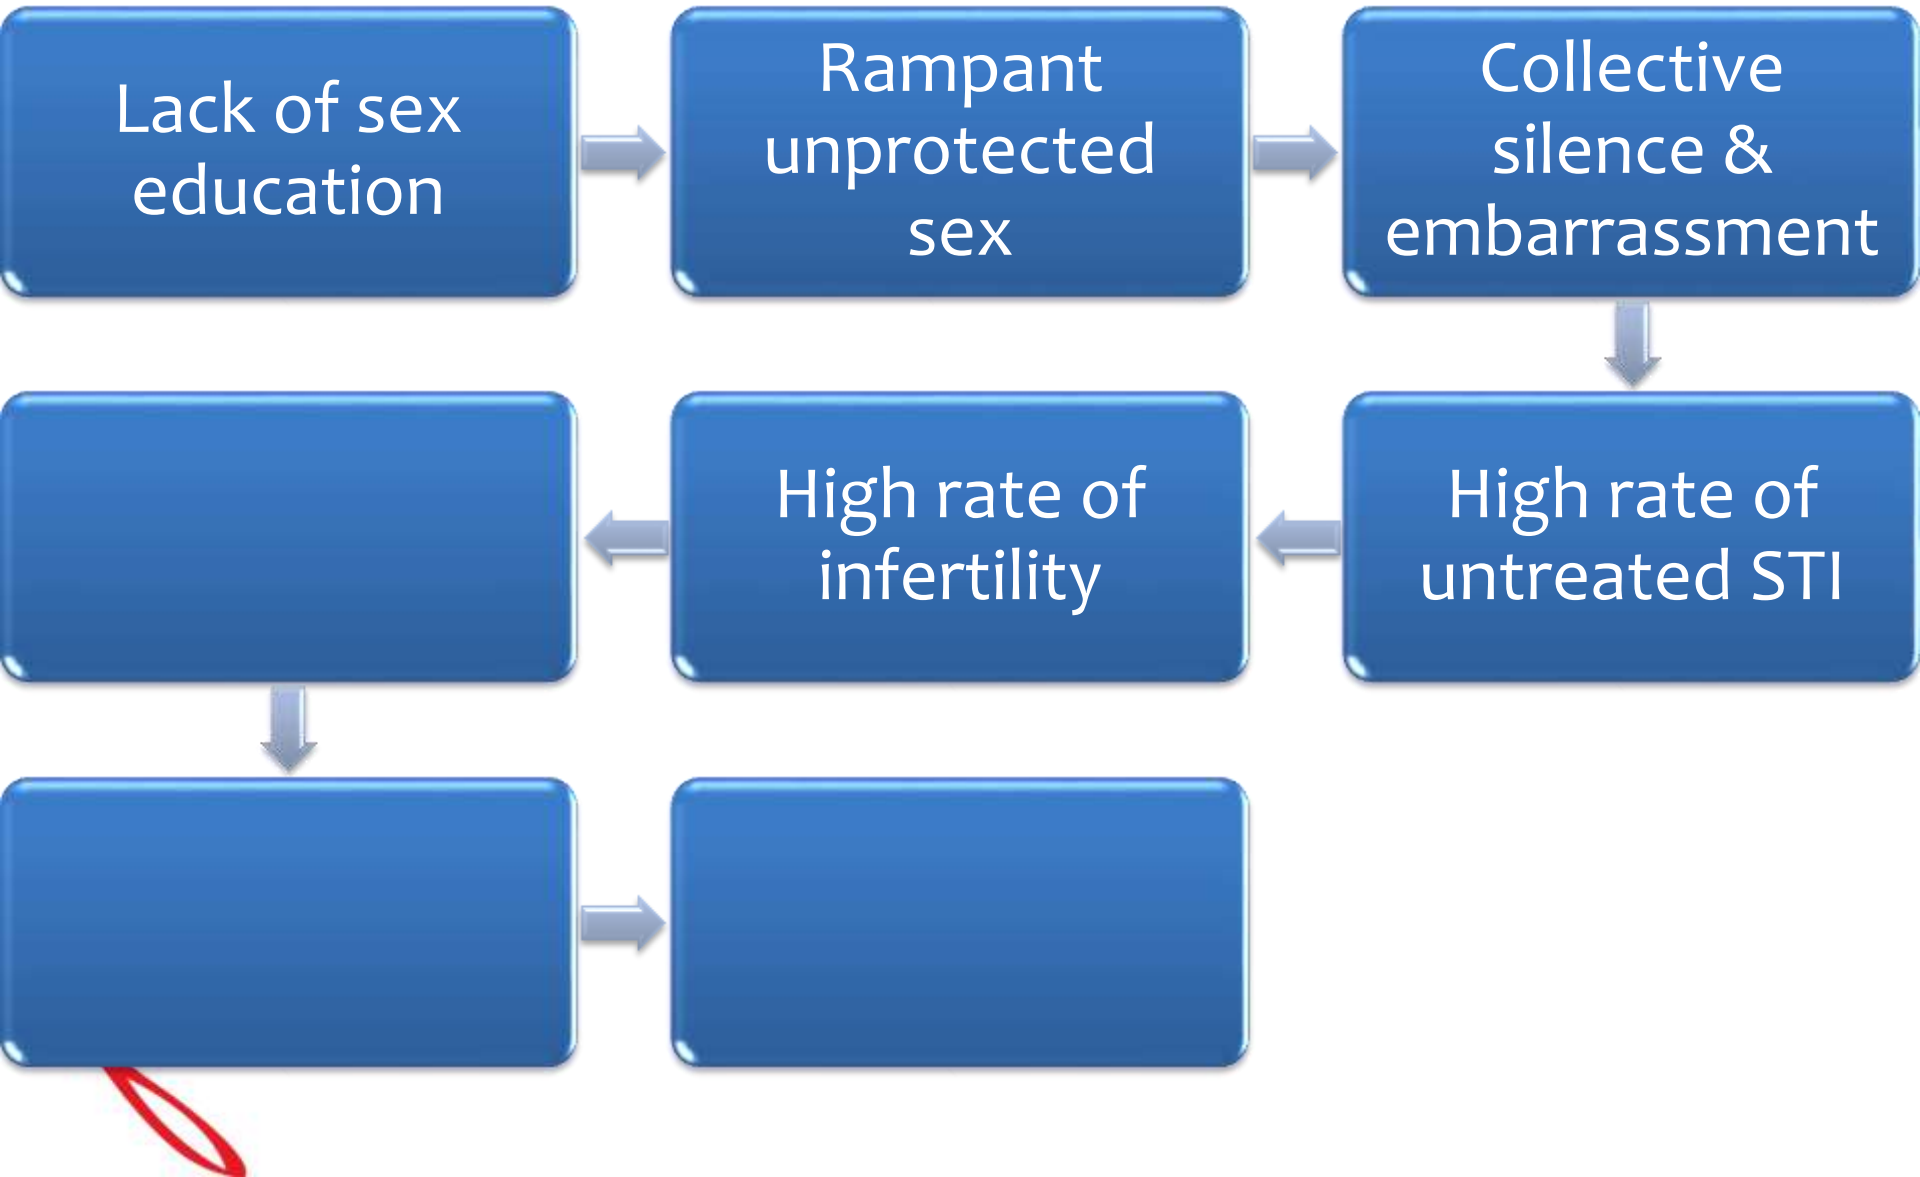 Lack of sex
education
Rampant
unprotected
sex
Collective
silence &
embarrassment
High rate of
untreated STI
High rate of
infertility